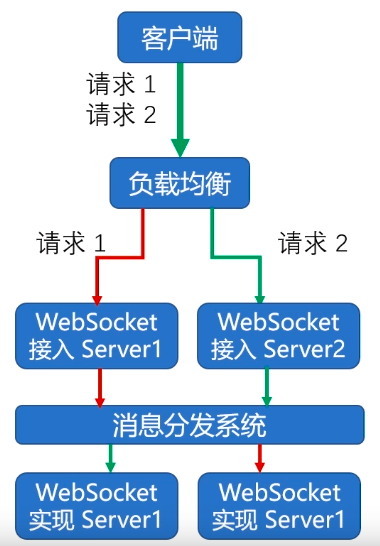 客户端
请求 1
请求 2
负载均衡
请求 1
请求 2
WebSocket
接入 Server1
WebSocket
接入 Server2
消息分发系统
WebSocket
实现 Server1
WebSocket
实现 Server1